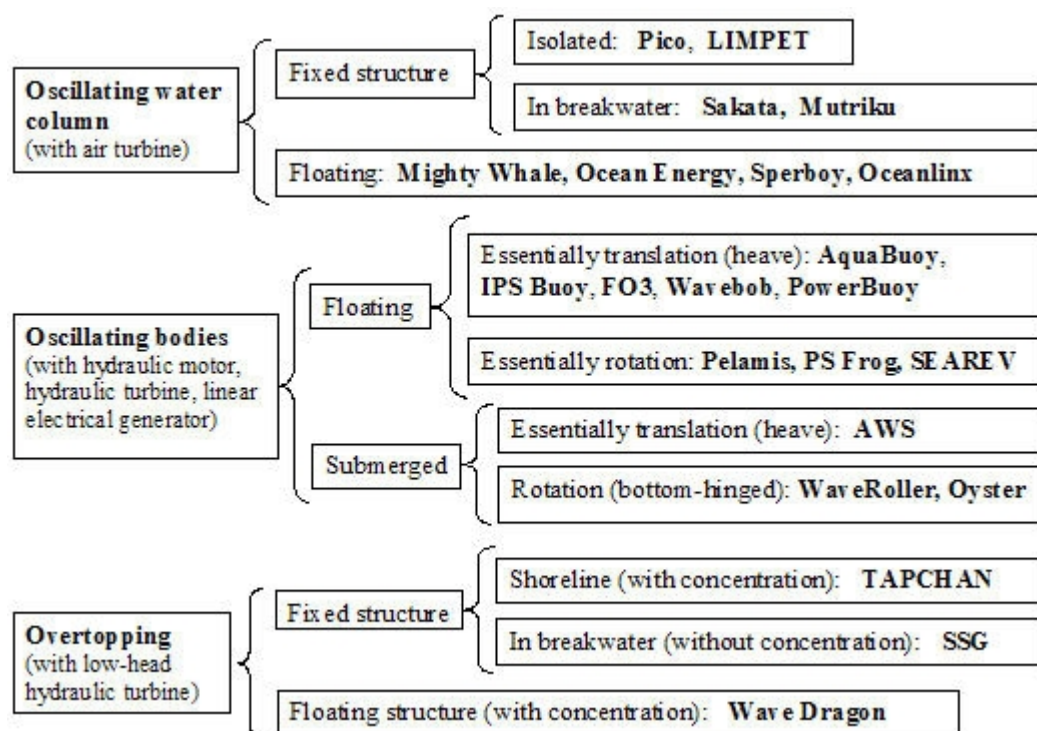 Oscillating water
column
(with air turbine)
Fixed structure
Isolated: Pico, LIMPET
In breakwater: Sakata, Mutriku
Floating: Mighty Whale, Ocean Energy, Sperboy, Oceanlinx
Oscillating bodies
(with hydraulic motor,
hydraulic turbine, linear
electrical generator)
Floating
Essentially translation (heave): AquaBuoy,
IPS Buoy, FO3, Wavebob, PowerBuoy
Essentially rotation: Pelamis, PS Frog, SEAREV
Submerged
Essentially translation (heave): AWS
Rotation (bottom-hinged): WaveRoller, Oyster
Overtopping
(with low-head
hydraulic turbine)
Fixed structure
Shoreline (with concentration): TAPCHAN
In breakwater (without concentration): SSG
Floating structure (with concentration): Wave Dragon